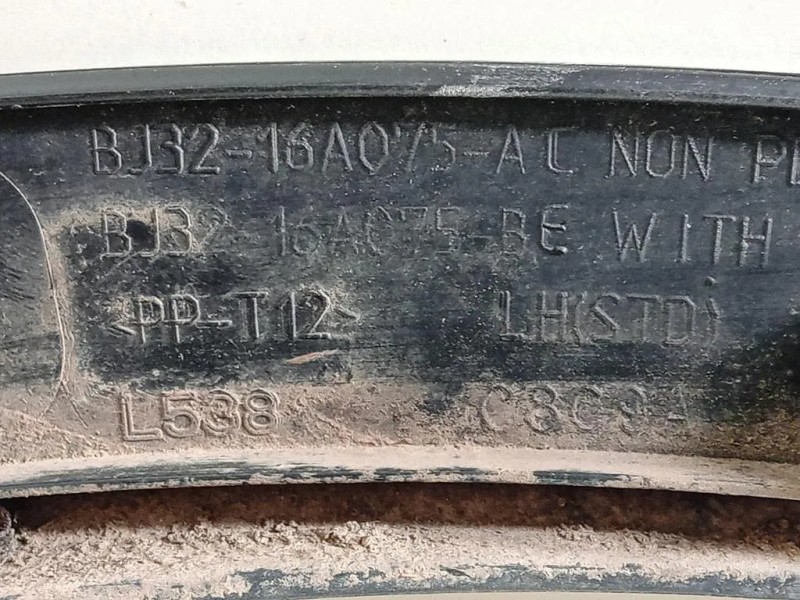 BJ32-16A075-AC NON
BJ32-16A075-BE WITH
>PP-T12<
LH(STD)
L538